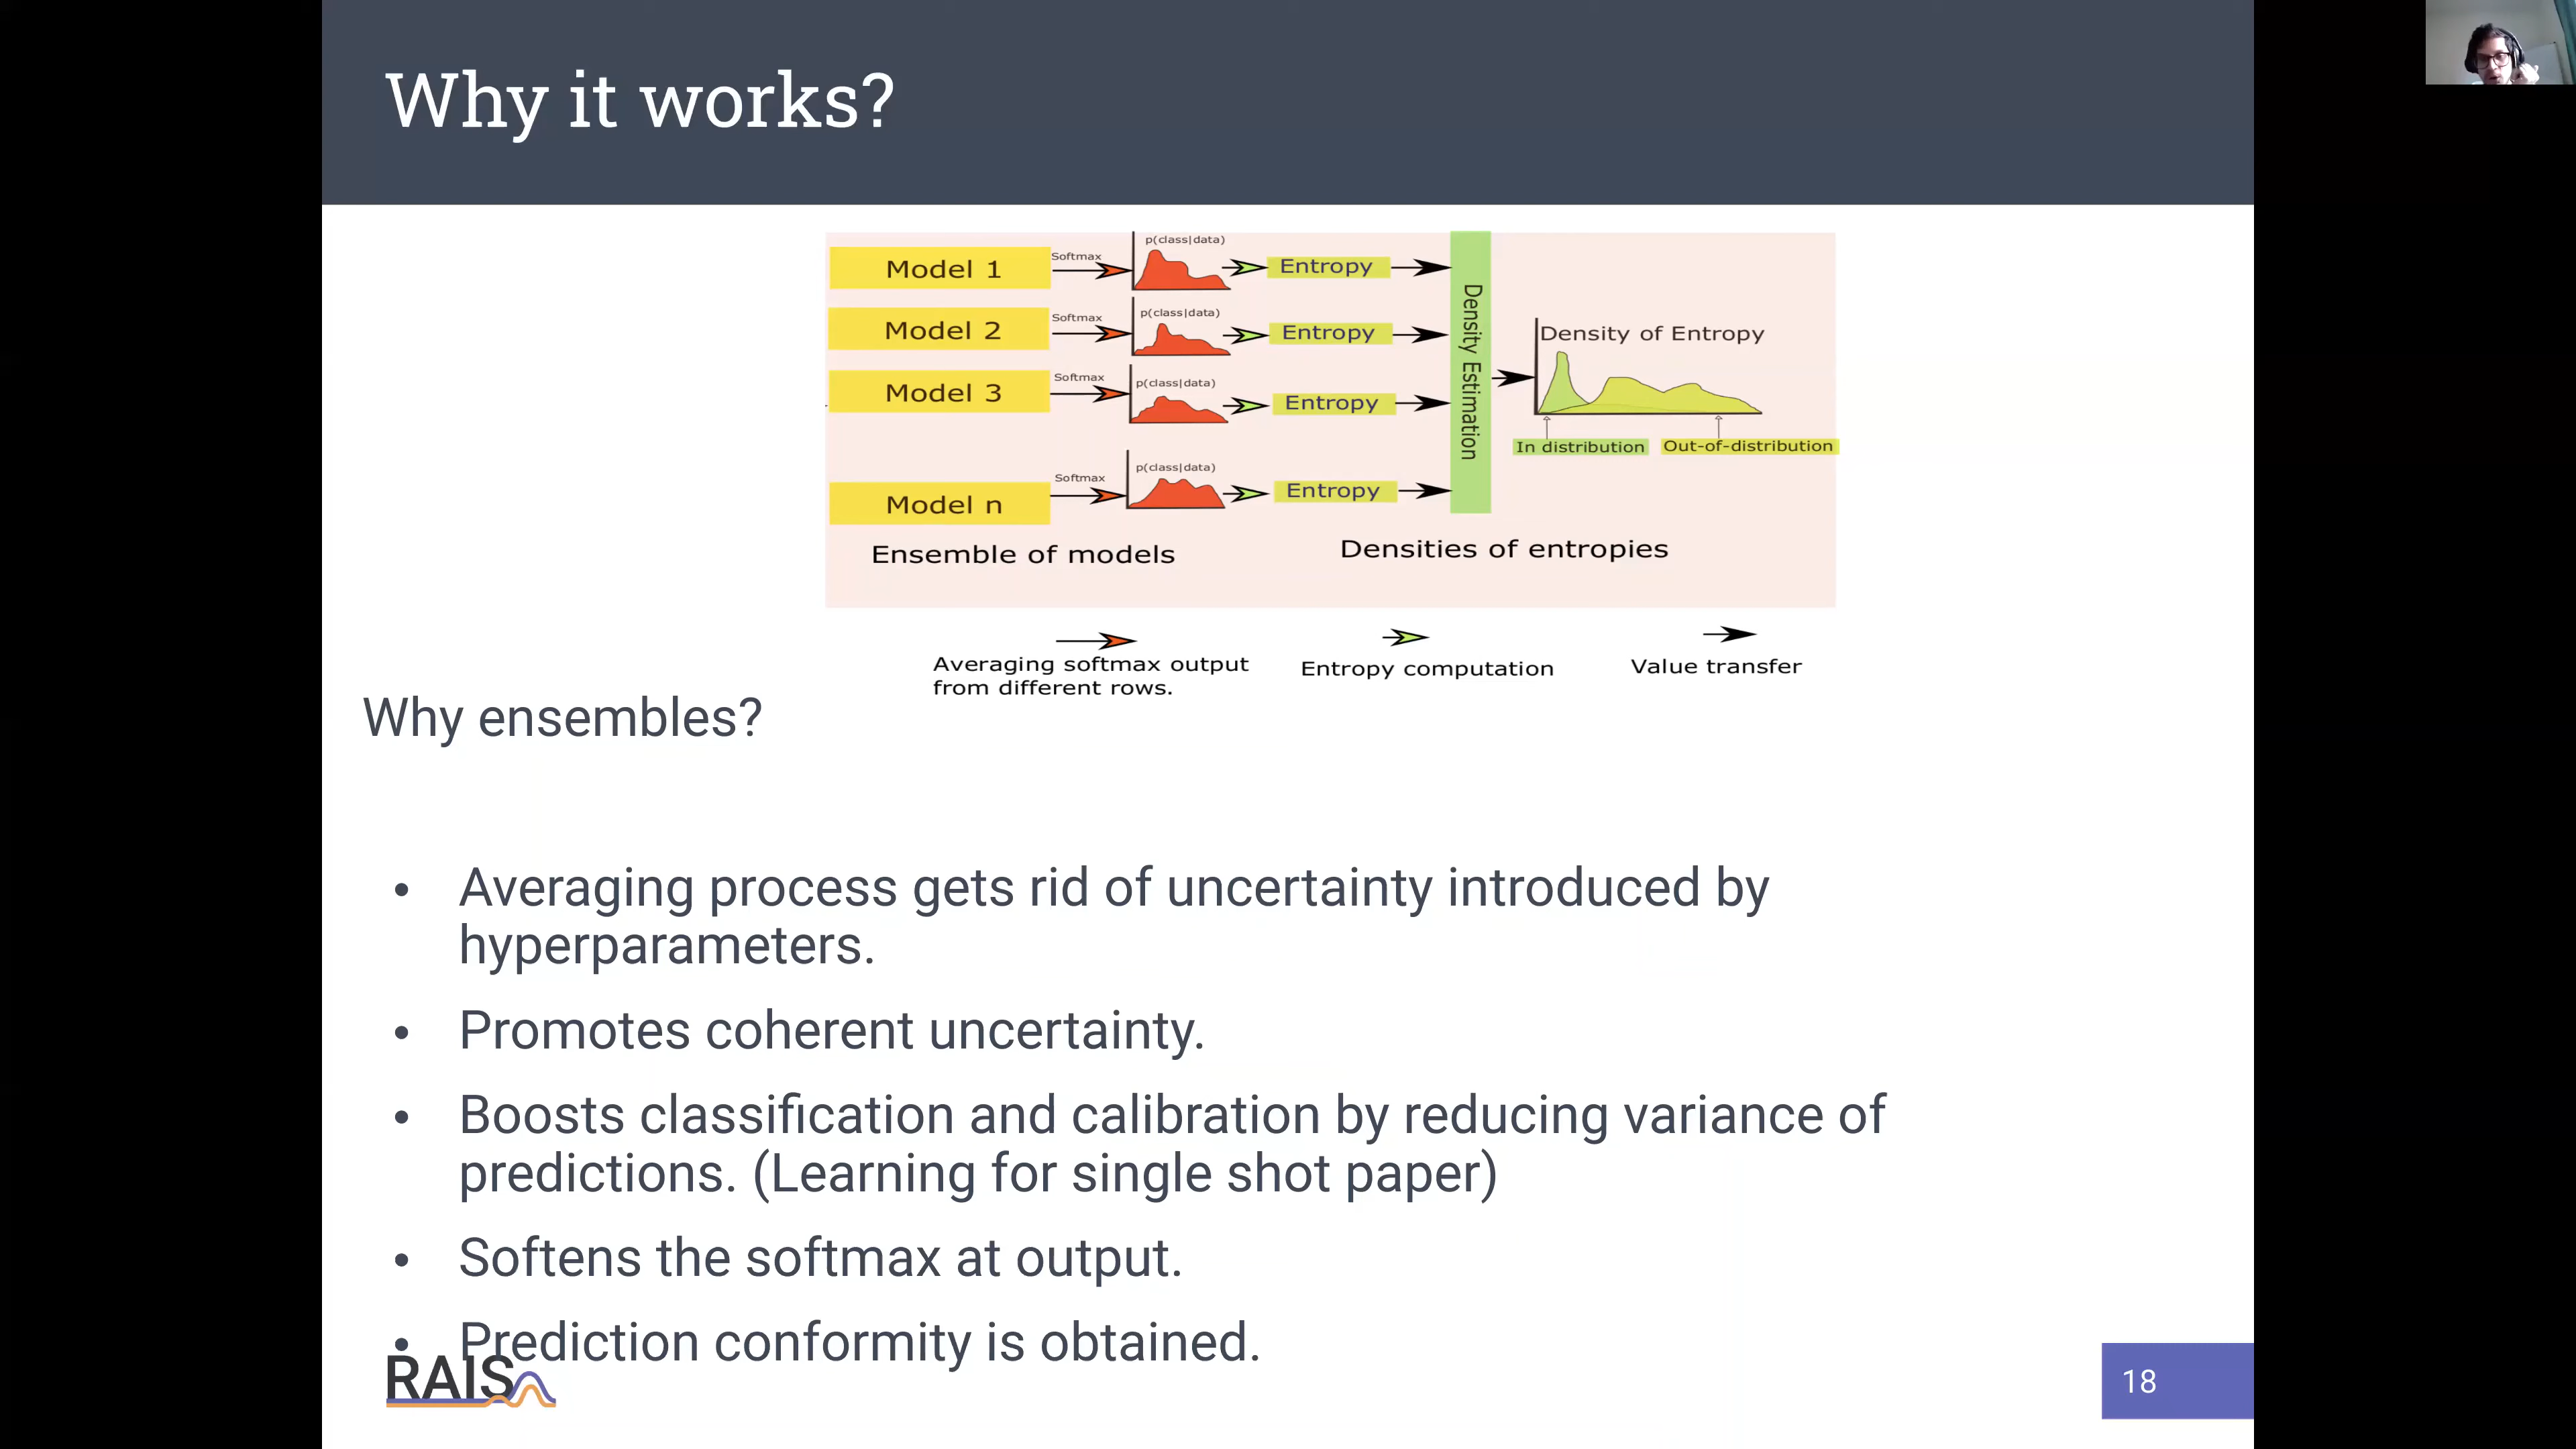 Why it works?
Model 1
Softmax
p(class|data)
Entropy
Model 2
Softmax
p(class|data)
Entropy
Model 3
Softmax
p(class|data)
Entropy
Model n
Softmax
p(class|data)
Entropy
Density Estimation
Density of Entropy
In distribution
Out-of-distribution
Ensemble of models
Densities of entropies
Averaging softmax output
from different rows.
Entropy computation
Value transfer
Why ensembles?
• Averaging process gets rid of uncertainty introduced by
hyperparameters.
• Promotes coherent uncertainty.
• Boosts classification and calibration by reducing variance of
predictions. (Learning for single shot paper)
• Softens the softmax at output.
• Prediction conformity is obtained.
RAIS
18